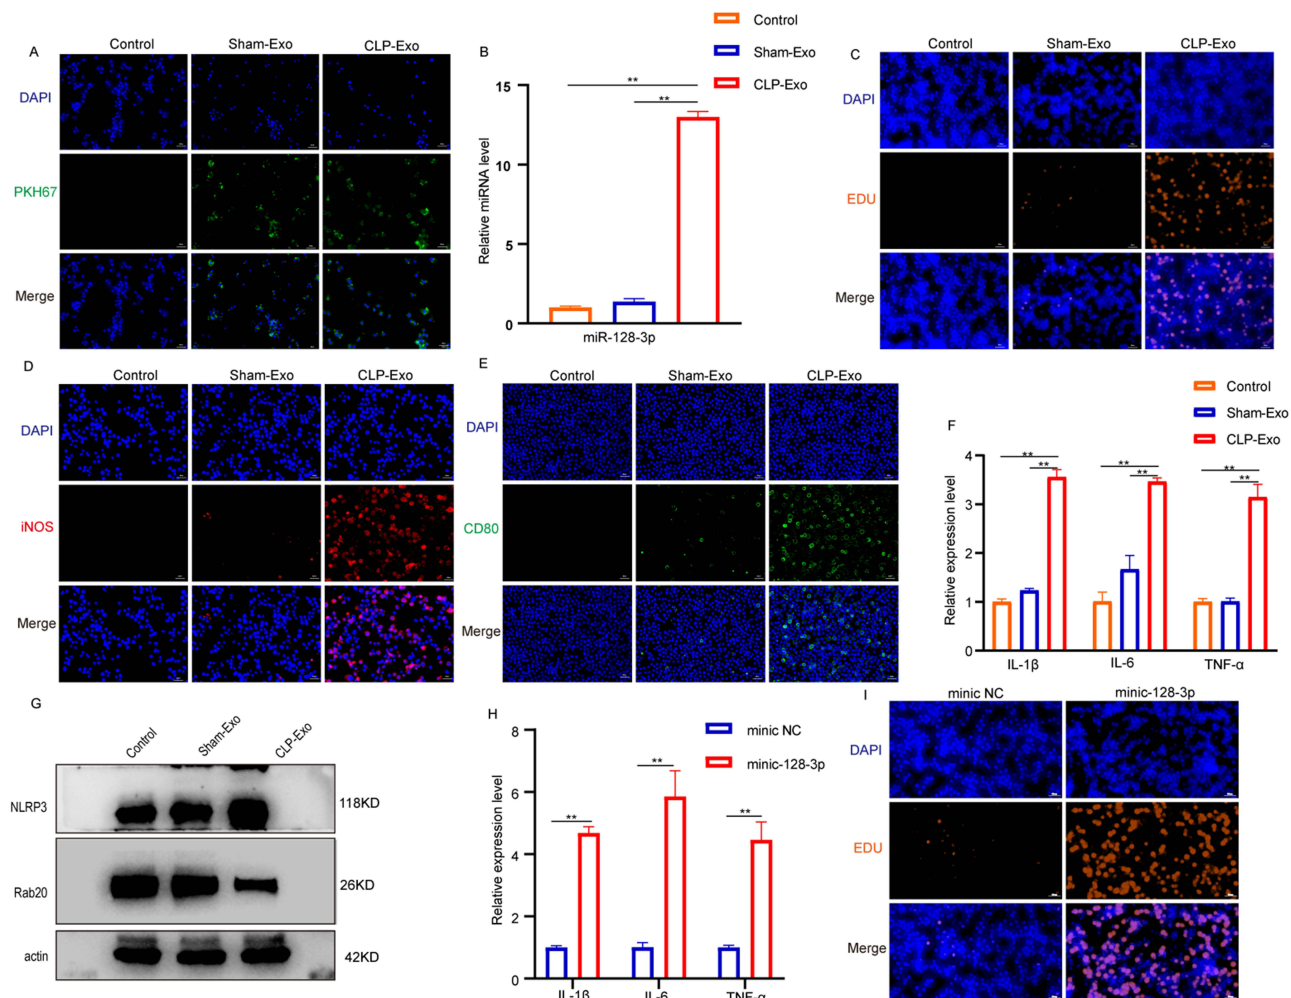 Control
Sham-Exo
CLP-Exo
A
Control
Sham-Exo
CLP-Exo
DAPI
PKH67
Merge
B
Relative miRNA level
15
10
5
0
**
**
miR-128-3p
C
Control
Sham-Exo
CLP-Exo
DAPI
EDU
Merge
D
Control
Sham-Exo
CLP-Exo
DAPI
iNOS
Merge
E
Control
Sham-Exo
CLP-Exo
DAPI
CD80
Merge
Control
Sham-Exo
CLP-Exo
F
Relative expression level
4
3
2
1
0
**
**
**
**
**
**
IL-1β
IL-6
TNF-α
G
Control
Sham-Exo
CLP-Exo
NLRP3
118KD
Rab20
26KD
actin
42KD
H
minic NC
minic-128-3p
Relative expression level
8
6
4
2
0
**
**
**
IL-1β
IL-6
TNF-α
I
minic NC
minic-128-3p
DAPI
EDU
Merge